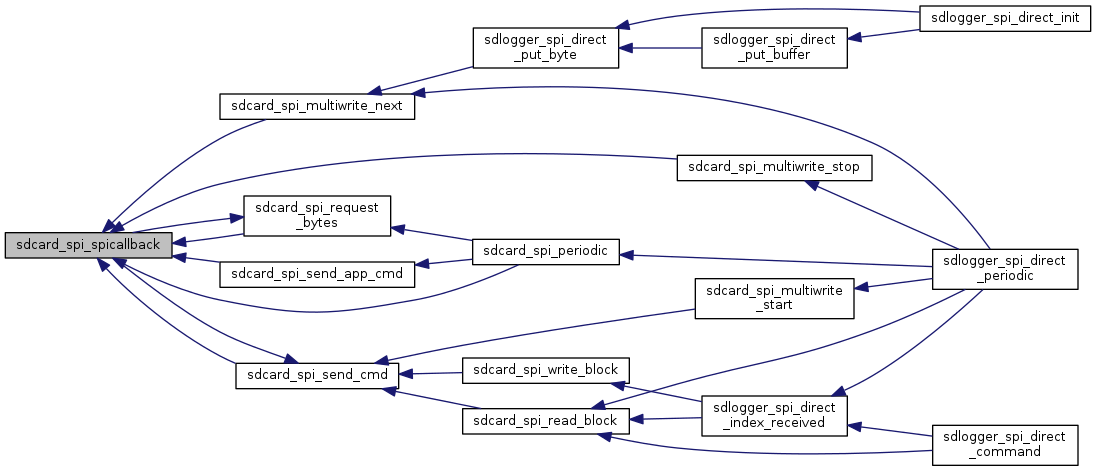 sdlogger_spi_direct_init
sdlogger_spi_direct
_put_byte
sdlogger_spi_direct
_put_buffer
sdcard_spi_multiwrite_next
sdcard_spi_multiwrite_stop
sdcard_spi_request
_bytes
sdcard_spi_spicallback
sdcard_spi_periodic
sdcard_spi_send_app_cmd
sdlogger_spi_direct
_periodic
sdcard_spi_multiwrite
_start
sdcard_spi_send_cmd
sdcard_spi_write_block
sdcard_spi_read_block
sdlogger_spi_direct
_index_received
sdlogger_spi_direct
_command